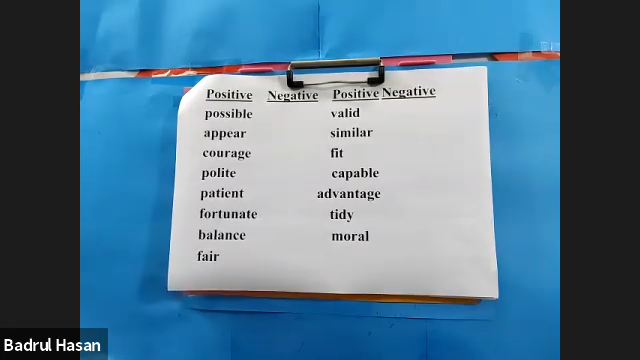 Positive Negative Positive Negative
possible valid
appear similar
courage fit
polite capable
patient advantage
fortunate tidy
balance moral
fair
Badrul Hasan